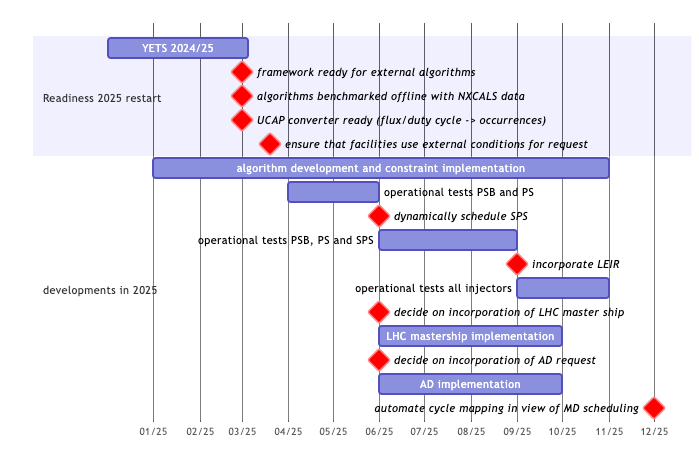 YETS 2024/25
framework ready for external algorithms
algorithms benchmarked offline with NXCALS data
Readiness 2025 restart
UCAP converter ready (flux/duty cycle -> occurrences)
ensure that facilities use external conditions for request
algorithm development and constraint implementation
operational tests PSB and PS
dynamically schedule SPS
operational tests PSB, PS and SPS
incorporate LEIR
operational tests all injectors
developments in 2025
decide on incorporation of LHC master ship
LHC mastership implementation
decide on incorporation of AD request
AD implementation
automate cycle mapping in view of MD scheduling
01/25 02/25 03/25 04/25 05/25 06/25 07/25 08/25 09/25 10/25 11/25 12/25